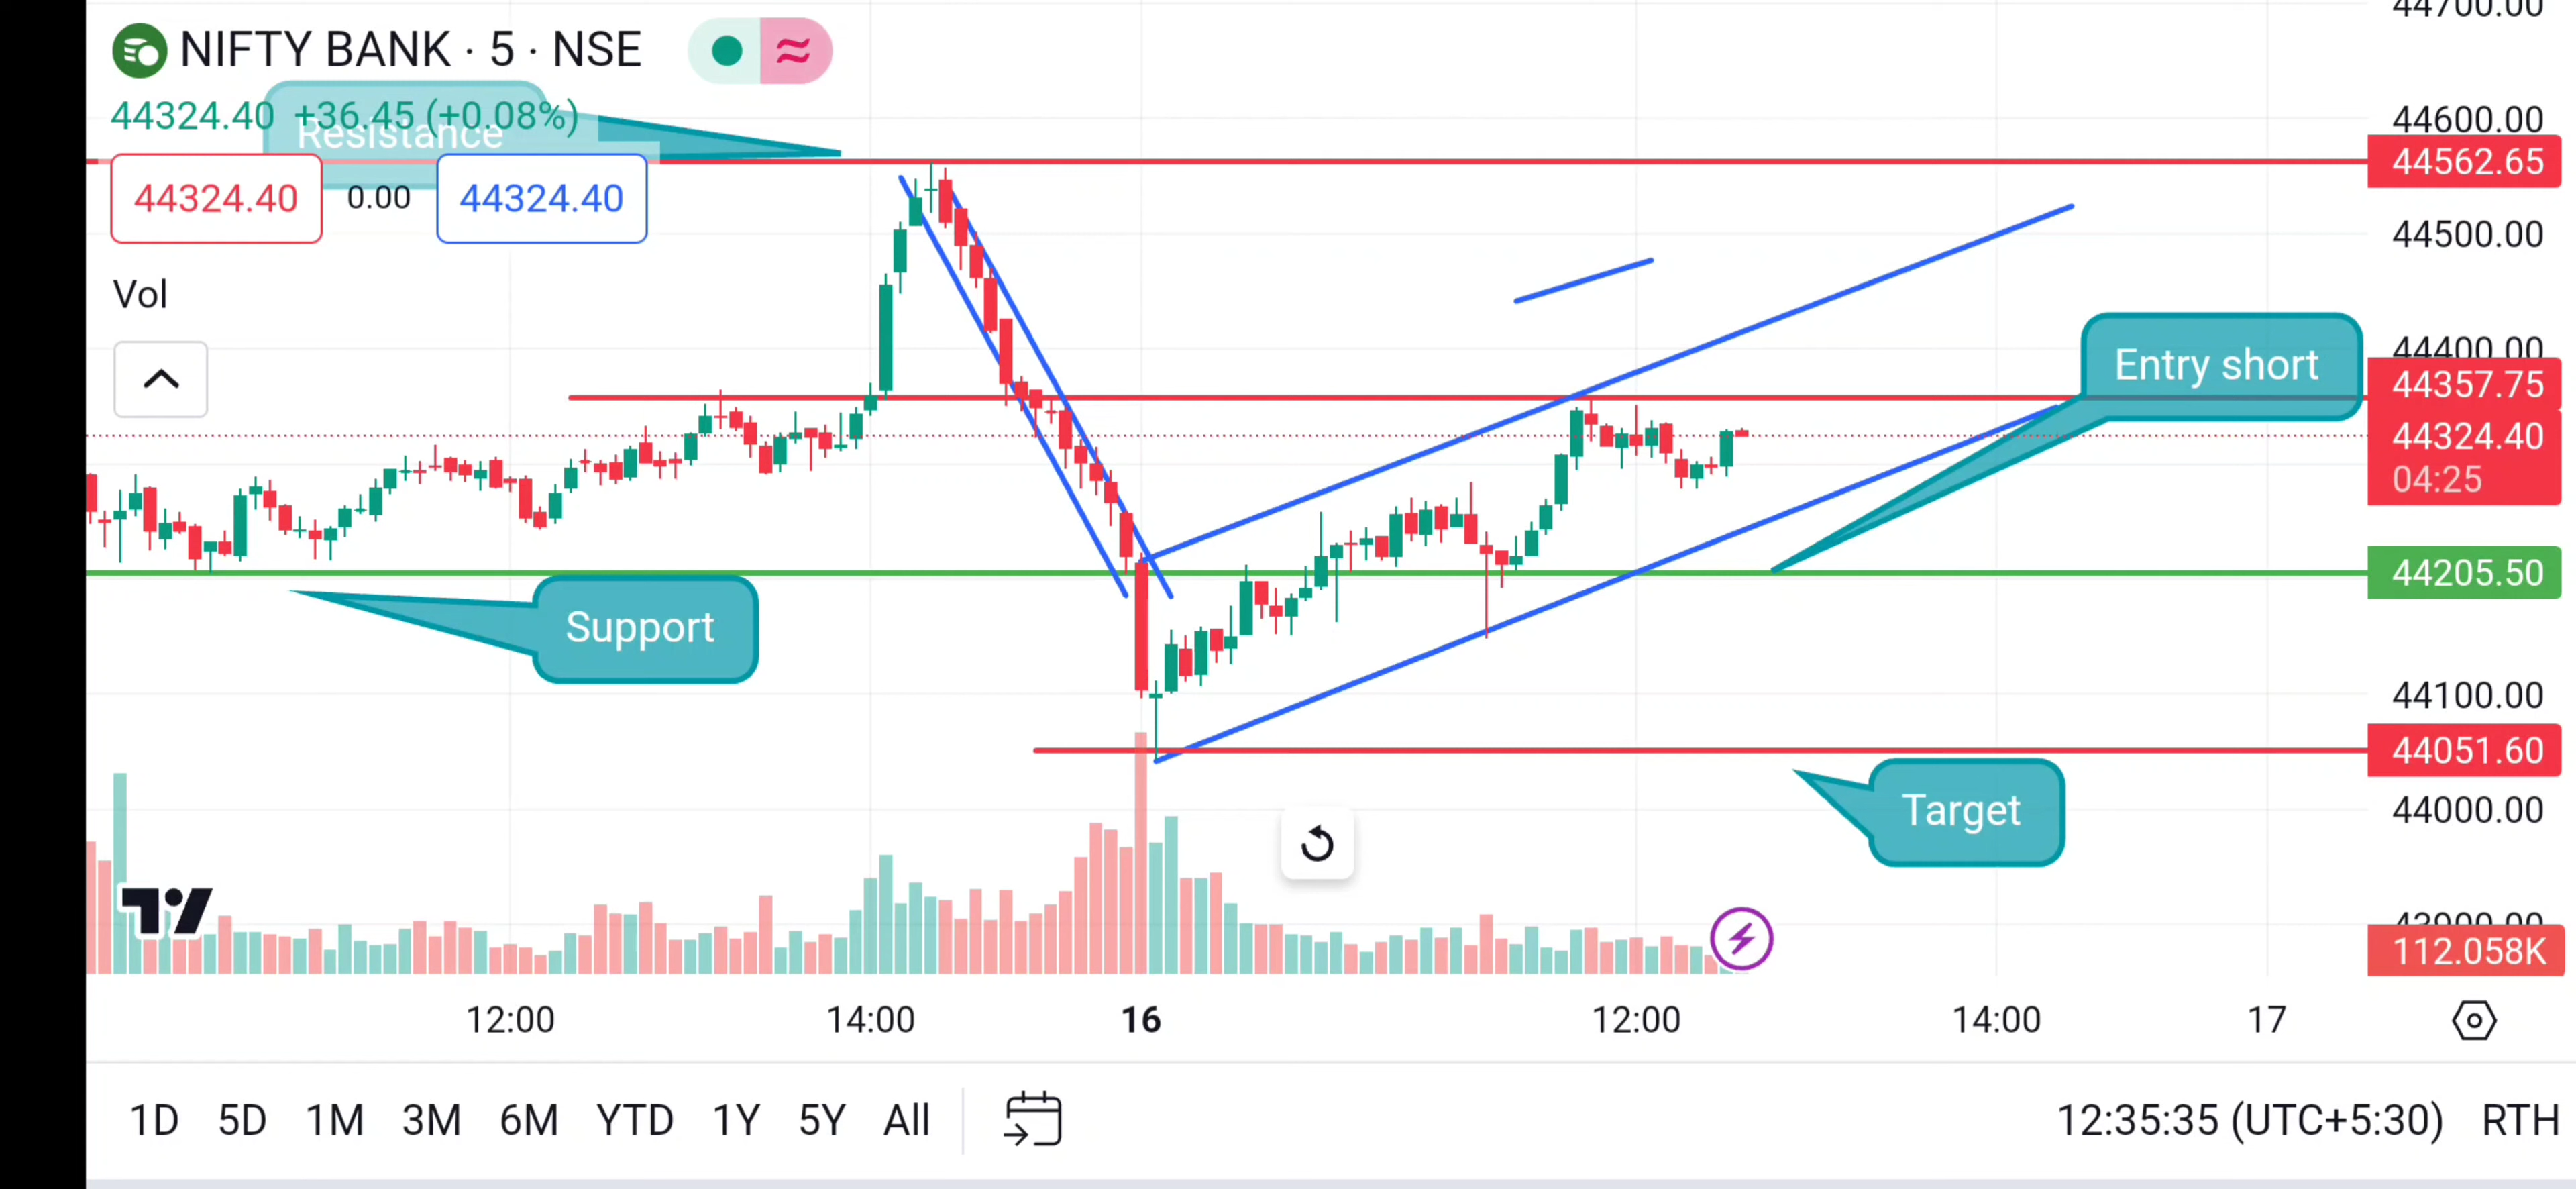 NIFTY BANK · 5 · NSE
44324.40 +36.45 (+0.08%)
Resistance
44324.40 0.00 44324.40
Vol
Entry short
Support
Target
44700.00
44600.00
44562.65
44500.00
44400.00
44357.75
44324.40
04:25
44205.50
44100.00
44051.60
44000.00
43900.00
112.058K
12:00 14:00 16 12:00 14:00 17
1D 5D 1M 3M 6M YTD 1Y 5Y All
12:35:35 (UTC+5:30) RTH